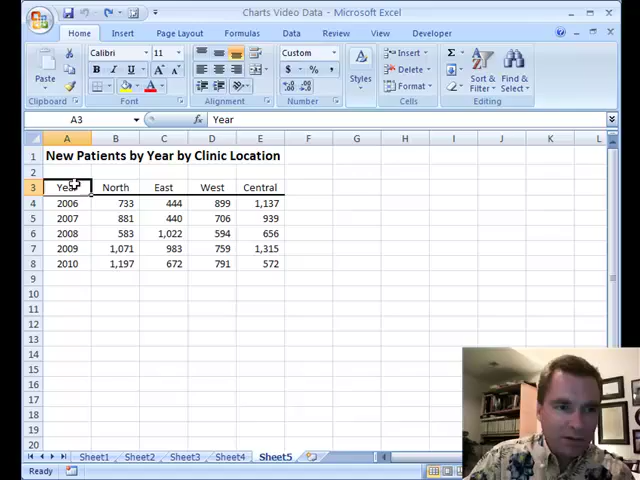 Charts Video Data - Microsoft Excel
Home Insert Page Layout Formulas Data Review View Developer
Paste
Clipboard
Calibri 11
B I U
Font
Alignment
Custom
$ % ,
Number
Styles
Insert
Delete
Format
Cells
Σ
Sort & Filter
Find & Select
Editing
A3 fx Year
A B C D E F G H I J K L
1 New Patients by Year by Clinic Location
2
3 Year North East West Central
4 2006 733 444 899 1,137
5 2007 881 440 706 939
6 2008 583 1,022 594 656
7 2009 1,071 983 759 1,315
8 2010 1,197 672 791 572
9
10
11
12
13
14
15
16
17
18
19
20
Sheet1 Sheet2 Sheet3 Sheet4 Sheet5
Ready